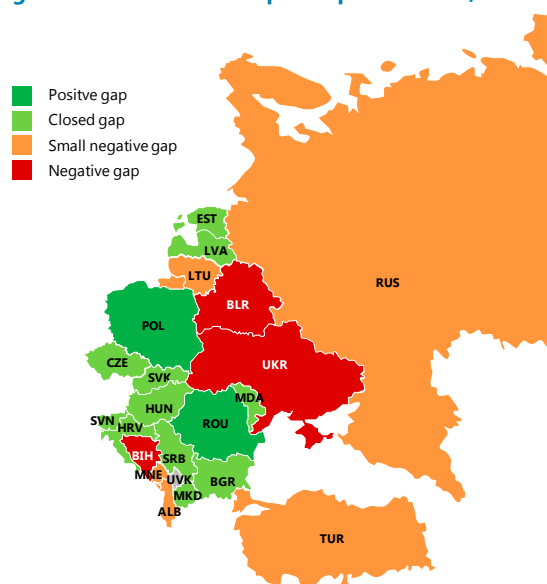 Positve gap
Closed gap
Small negative gap
Negative gap
EST
LVA
LTU
RUS
BLR
POL
UKR
CZE
SVK
MDA
HUN
ROU
SVN
HRV
BIH
SRB
MNE
UVK
BGR
MKD
ALB
TUR